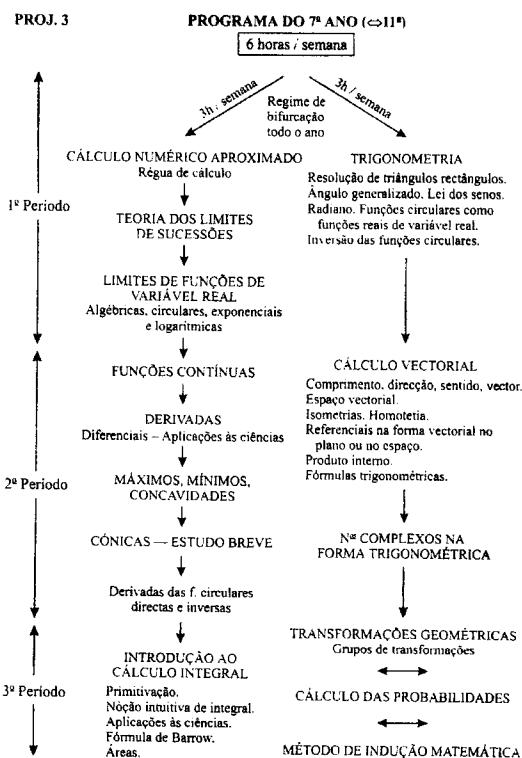 PROJ. 3
PROGRAMA DO 7º ANO (⇔11º)
6 horas / semana
3h / semana
3h / semana
Regime de
bifurcação
todo o ano
1º Período
2º Período
3º Período
CÁLCULO NUMÉRICO APROXIMADO
Régua de cálculo
TEORIA DOS LIMITES
DE SUCESSÕES
LIMITES DE FUNÇÕES DE
VARIÁVEL REAL
Algébricas, circulares, exponenciais
e logarítmicas
FUNÇÕES CONTÍNUAS
DERIVADAS
Diferenciais – Aplicações às ciências
MÁXIMOS, MÍNIMOS,
CONCAVIDADES
CÓNICAS — ESTUDO BREVE
Derivadas das f. circulares
directas e inversas
INTRODUÇÃO AO
CÁLCULO INTEGRAL
Primitivação.
Noção intuitiva de integral.
Aplicações às ciências.
Fórmula de Barrow.
Áreas.
TRIGONOMETRIA
Resolução de triângulos rectângulos.
Ângulo generalizado. Lei dos senos.
Radiano. Funções circulares como
funções reais de variável real.
Inversão das funções circulares.
CÁLCULO VECTORIAL
Comprimento, direcção, sentido, vector.
Espaço vectorial.
Isometrias. Homotetia.
Referenciais na forma vectorial no
plano ou no espaço.
Produto interno.
Fórmulas trigonométricas.
Nºs COMPLEXOS NA
FORMA TRIGONOMÉTRICA
TRANSFORMAÇÕES GEOMÉTRICAS
Grupos de transformações
CÁLCULO DAS PROBABILIDADES
MÉTODO DE INDUÇÃO MATEMÁTICA